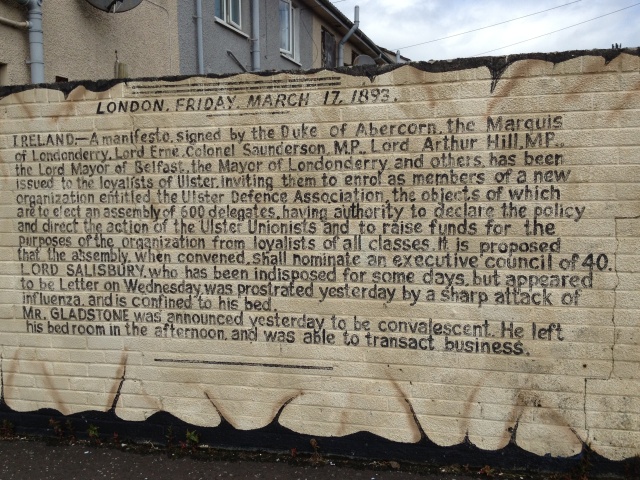 LONDON, FRIDAY, MARCH 17, 1893.
IRELAND.—A manifesto, signed by the Duke of Abercorn, the Marquis
of Londonderry, Lord Erne, Colonel Saunderson, M.P., Lord Arthur Hill, M.P.,
the Lord Mayor of Belfast, the Mayor of Londonderry and others, has been
issued to the loyalists of Ulster, inviting them to enrol as members of a new
organization entitled the Ulster Defence Association, the objects of which
are to elect an assembly of 600 delegates, having authority to declare the policy
and direct the action of the Ulster Unionists and to raise funds for the
purposes of the organization from loyalists of all classes. It is proposed
that the assembly, when convened, shall nominate an executive council of 40.
LORD SALISBURY, who has been indisposed for some days, but appeared
to be Letter on Wednesday, was prostrated yesterday by a sharp attack of
influenza, and is confined to his bed.
MR. GLADSTONE was announced yesterday to be convalescent. He left
his bedroom in the afternoon, and was able to transact business.